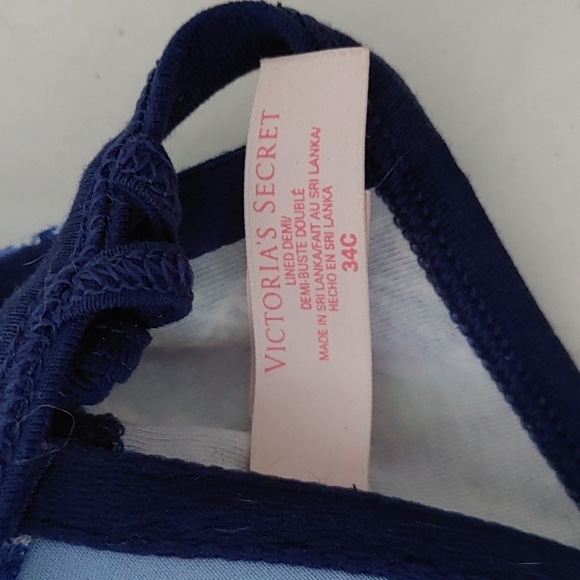 VICTORIA'S SECRET
LINED DEMI/
DEMI-BUSTE DOUBLÉ
MADE IN SRI LANKA/FAIT AU SRI LANKA/
HECHO EN SRI LANKA
34C